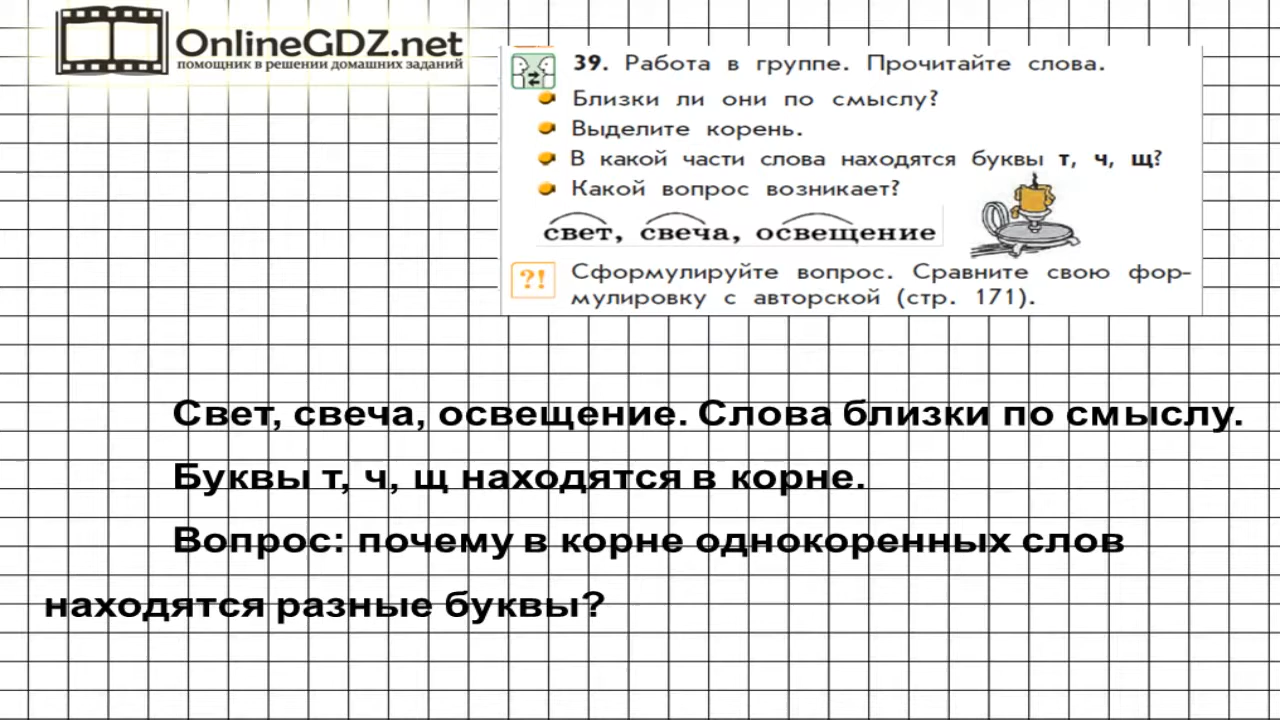 OnlineGDZ.net
помощник в решении домашних заданий
39. Работа в группе. Прочитайте слова.
Близки ли они по смыслу?
Выделите корень.
В какой части слова находятся буквы т, ч, щ?
Какой вопрос возникает?
свет, свеча, освещение
?! Сформулируйте вопрос. Сравните свою фор-
мулировку с авторской (стр. 171).
Свет, свеча, освещение. Слова близки по смыслу.
Буквы т, ч, щ находятся в корне.
Вопрос: почему в корне однокоренных слов
находятся разные буквы?